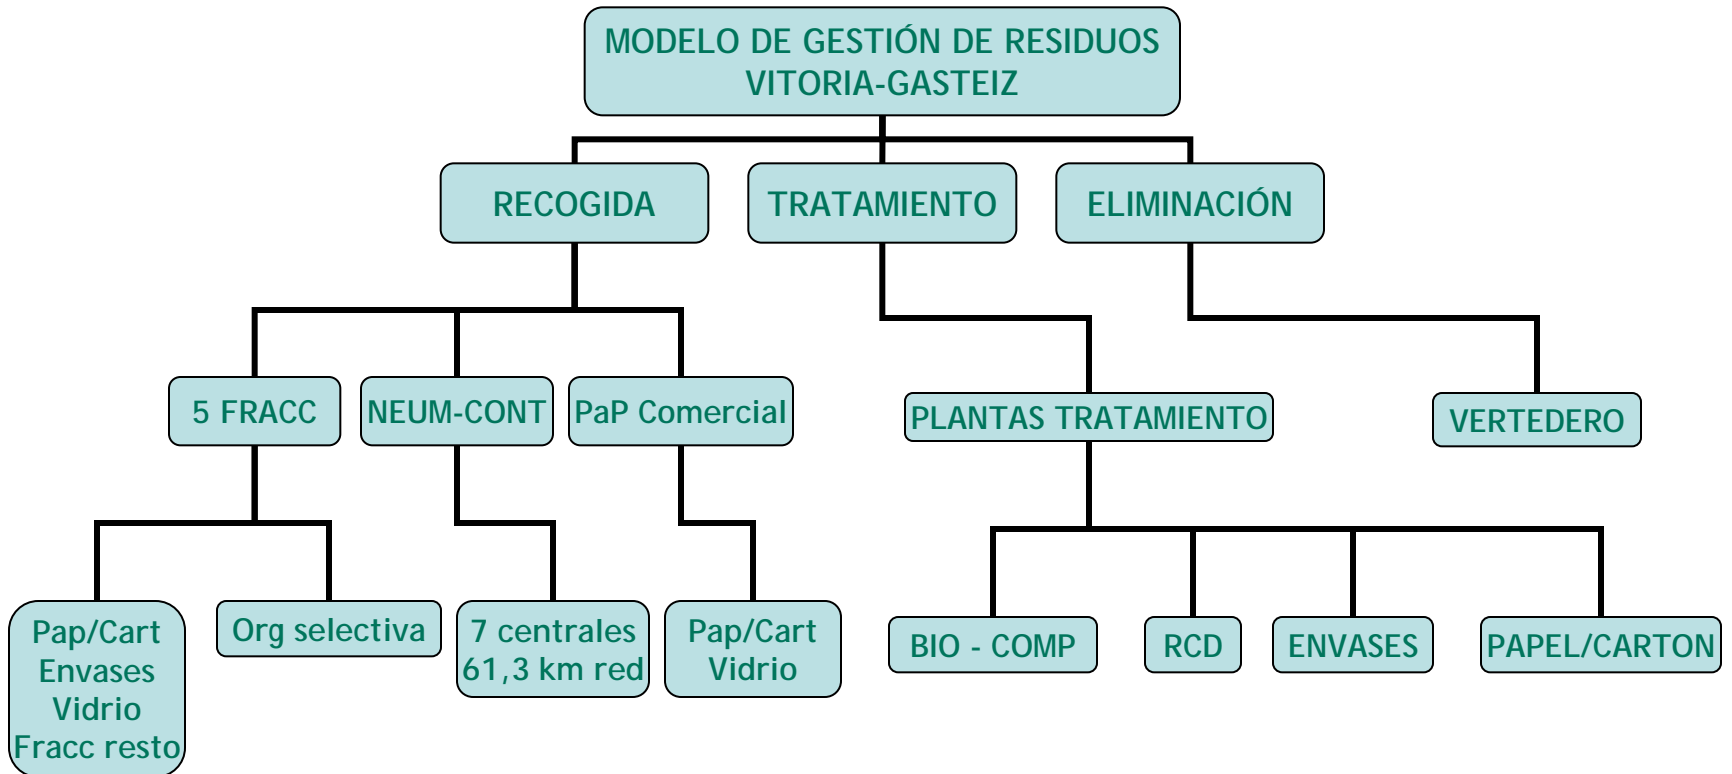 MODELO DE GESTIÓN DE RESIDUOS
VITORIA-GASTEIZ
RECOGIDA
TRATAMIENTO
ELIMINACIÓN
5 FRACC
NEUM-CONT
PaP Comercial
PLANTAS TRATAMIENTO
VERTEDERO
Pap/Cart
Envases
Vidrio
Fracc resto
Org selectiva
7 centrales
61,3 km red
Pap/Cart
Vidrio
BIO - COMP
RCD
ENVASES
PAPEL/CARTON